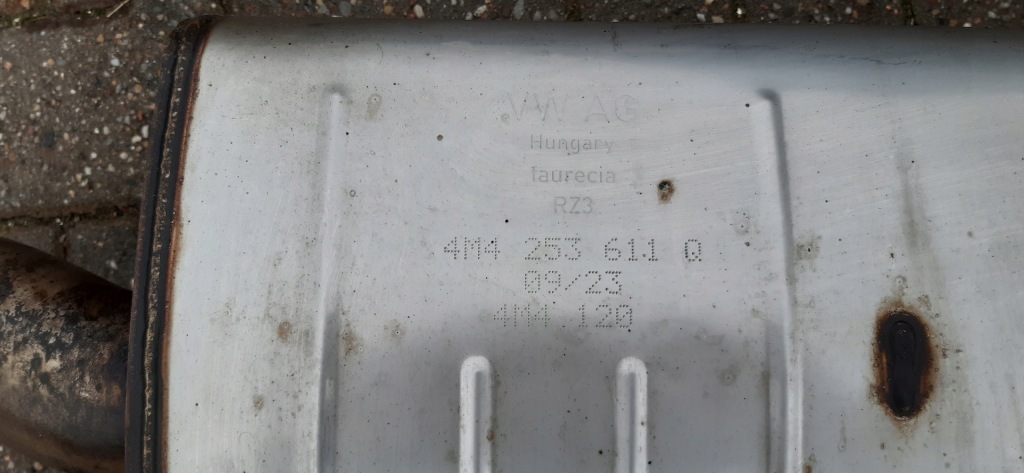 VW AG
Hungary
faurecia
RZ3
4M4 253 611 Q
09/23
4M4.120